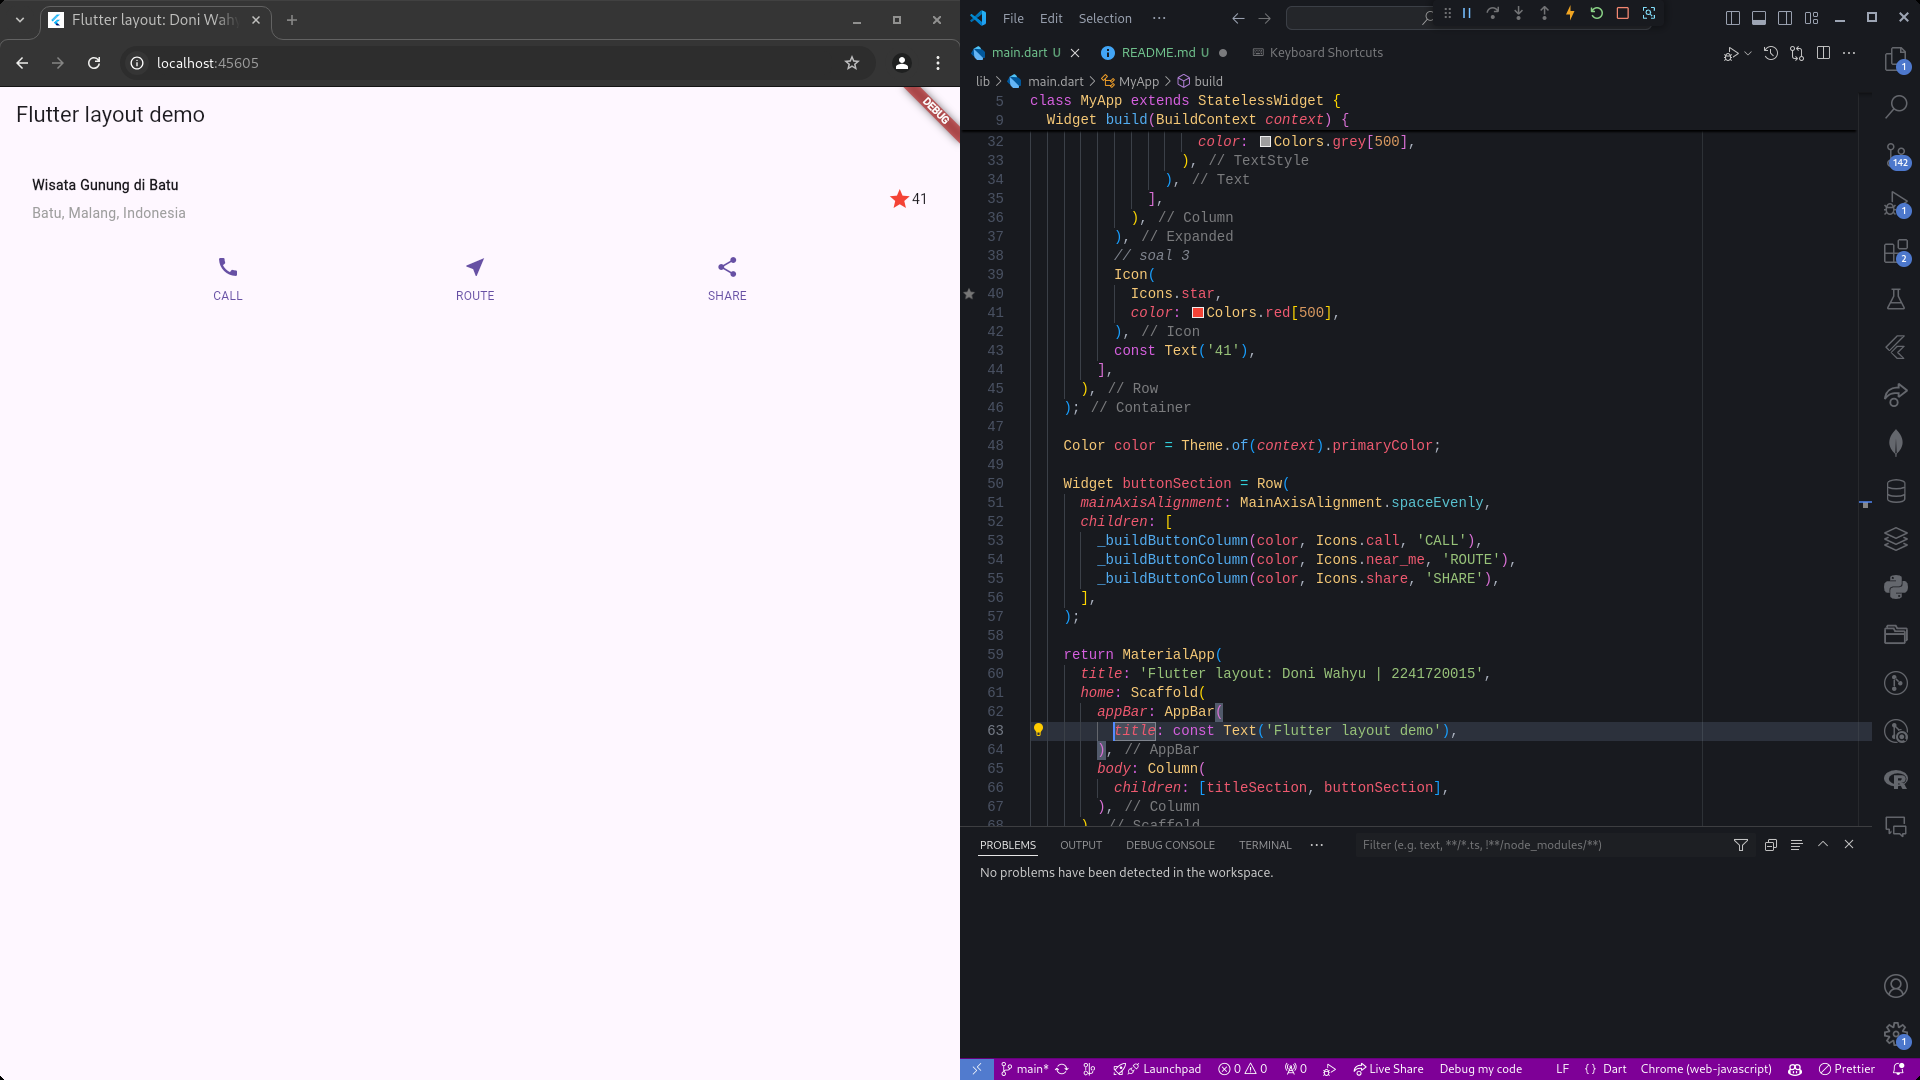 Flutter layout: Doni Wahy
localhost:45605
Flutter layout demo
DEBUG
Wisata Gunung di Batu
Batu, Malang, Indonesia
41
CALL
ROUTE
SHARE
File Edit Selection ···
main.dart U
README.md U
Keyboard Shortcuts
lib > main.dart > MyApp > build
5 class MyApp extends StatelessWidget {
9 Widget build(BuildContext context) {
32 color: Colors.grey[500],
33 ), // TextStyle
34 ), // Text
35 ],
36 ), // Column
37 ), // Expanded
38 // soal 3
39 Icon(
40 Icons.star,
41 color: Colors.red[500],
42 ), // Icon
43 const Text('41'),
44 ],
45 ), // Row
46 ); // Container
47
48 Color color = Theme.of(context).primaryColor;
49
50 Widget buttonSection = Row(
51 mainAxisAlignment: MainAxisAlignment.spaceEvenly,
52 children: [
53 _buildButtonColumn(color, Icons.call, 'CALL'),
54 _buildButtonColumn(color, Icons.near_me, 'ROUTE'),
55 _buildButtonColumn(color, Icons.share, 'SHARE'),
56 ],
57 );
58
59 return MaterialApp(
60 title: 'Flutter layout: Doni Wahyu | 2241720015',
61 home: Scaffold(
62 appBar: AppBar(
63 title: const Text('Flutter layout demo'),
64 ), // AppBar
65 body: Column(
66 children: [titleSection, buttonSection],
67 ), // Column
68 ), // Scaffold
1
142
1
2
1
PROBLEMS OUTPUT DEBUG CONSOLE TERMINAL ···
Filter (e.g. text, **/*.ts, !**/node_modules/**)
No problems have been detected in the workspace.
main* Launchpad 0 0 0 Live Share Debug my code LF { } Dart Chrome (web-javascript) Prettier